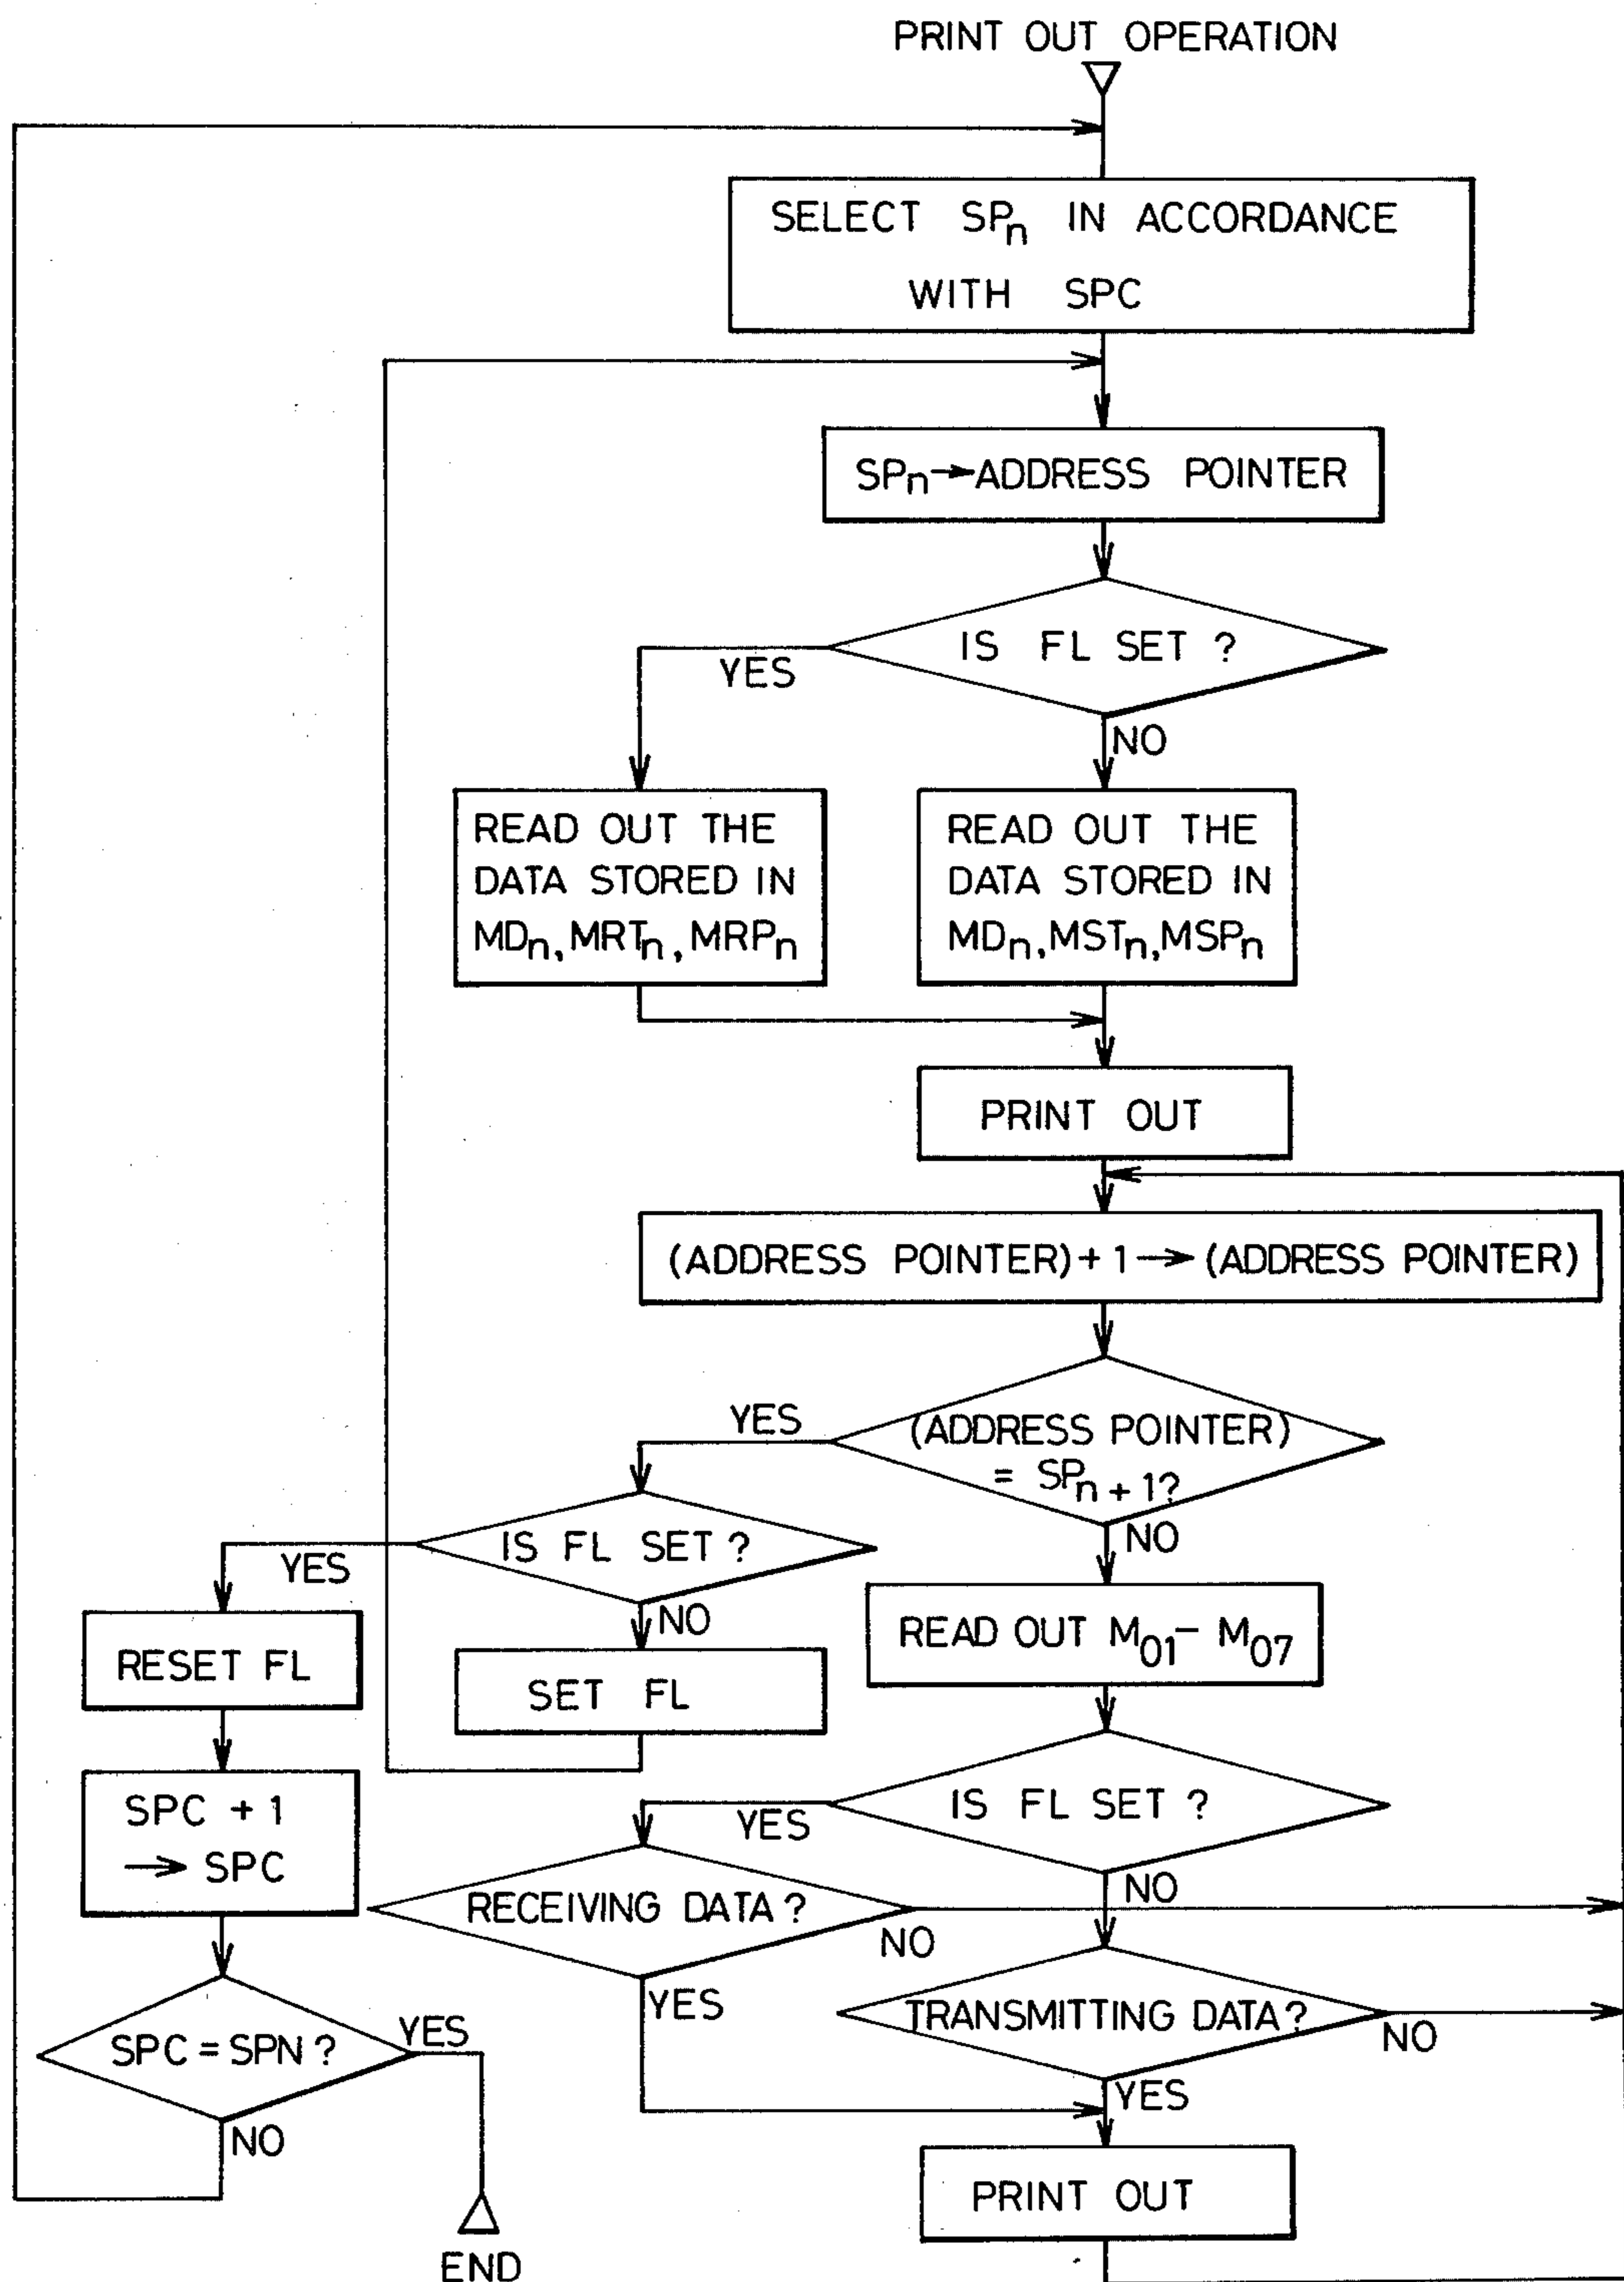 PRINT OUT OPERATION
SELECT SPn IN ACCORDANCE
WITH SPC
SPn→ADDRESS POINTER
IS FL SET ?
YES
NO
READ OUT THE
DATA STORED IN
MDn, MRTn, MRPn
READ OUT THE
DATA STORED IN
MDn, MSTn, MSPn
PRINT OUT
(ADDRESS POINTER) + 1 → (ADDRESS POINTER)
(ADDRESS POINTER)
= SPn + 1?
YES
NO
IS FL SET ?
YES
NO
RESET FL
SET FL
READ OUT M01 - M07
SPC + 1
→ SPC
IS FL SET ?
YES
NO
RECEIVING DATA ?
NO
YES
TRANSMITTING DATA?
NO
YES
SPC = SPN ?
YES
NO
PRINT OUT
END